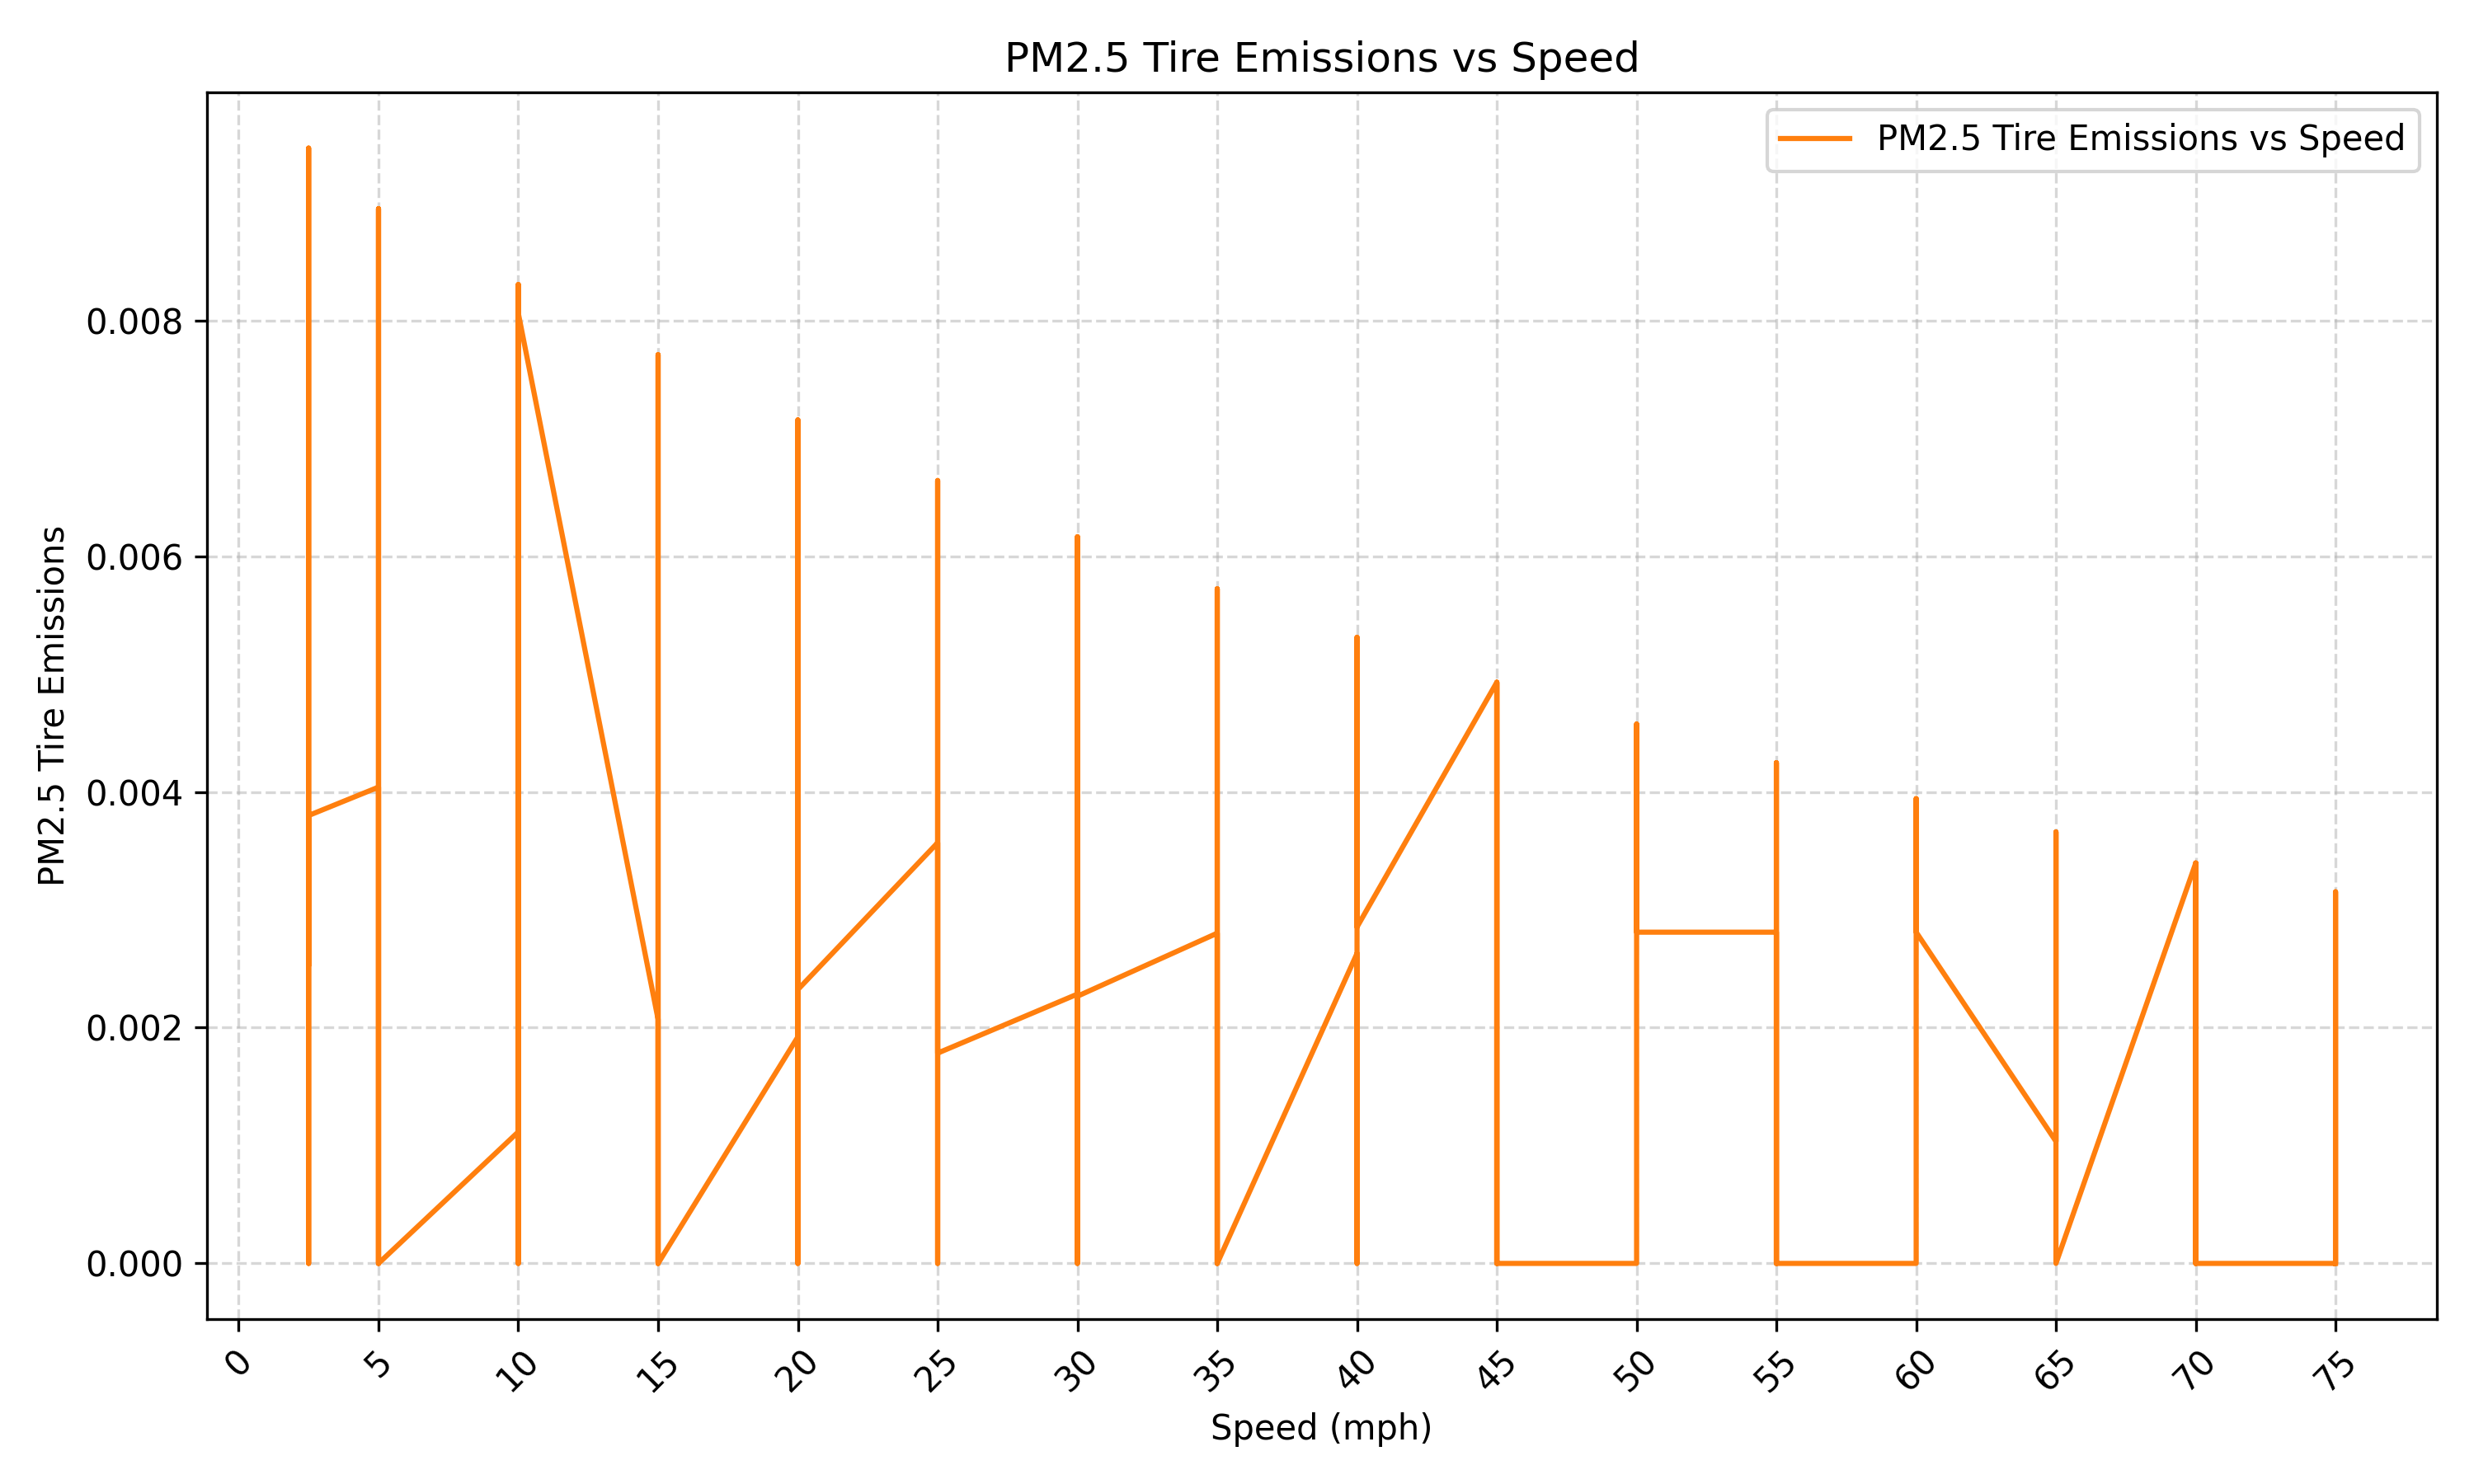 PM2.5 Tire Emissions vs Speed
PM2.5 Tire Emissions vs Speed
PM2.5 Tire Emissions
0.008
0.006
0.004
0.002
0.000
0 5 10 15 20 25 30 35 40 45 50 55 60 65 70 75
Speed (mph)